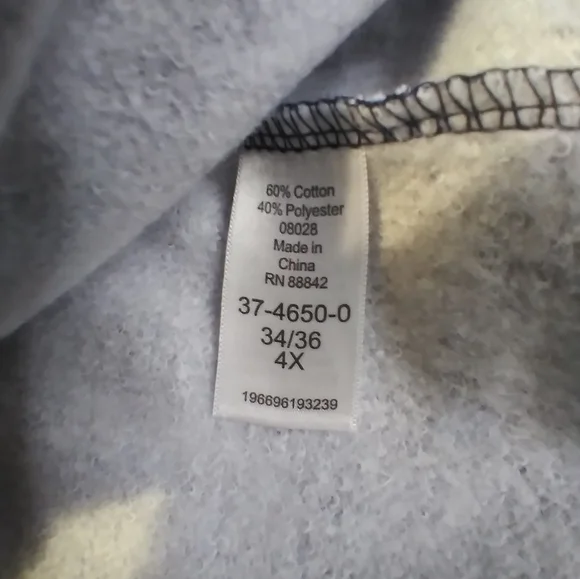 60% Cotton
40% Polyester
08028
Made in
China
RN 88842
37-4650-0
34/36
4X
196696193239